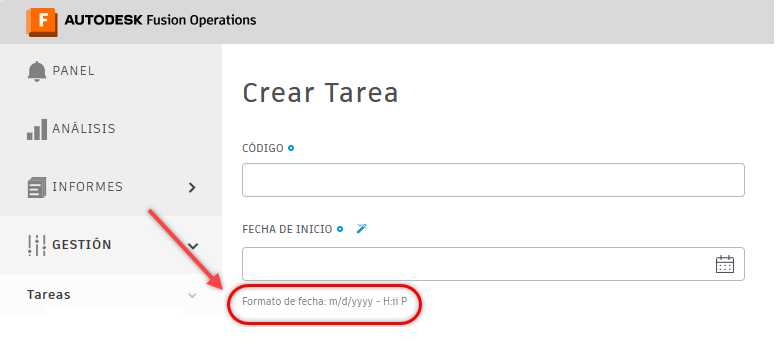 F AUTODESK Fusion Operations
PANEL
ANÁLISIS
INFORMES
GESTIÓN
Tareas
Crear Tarea
CÓDIGO
FECHA DE INICIO
Formato de fecha: m/d/yyyy - H:ii P